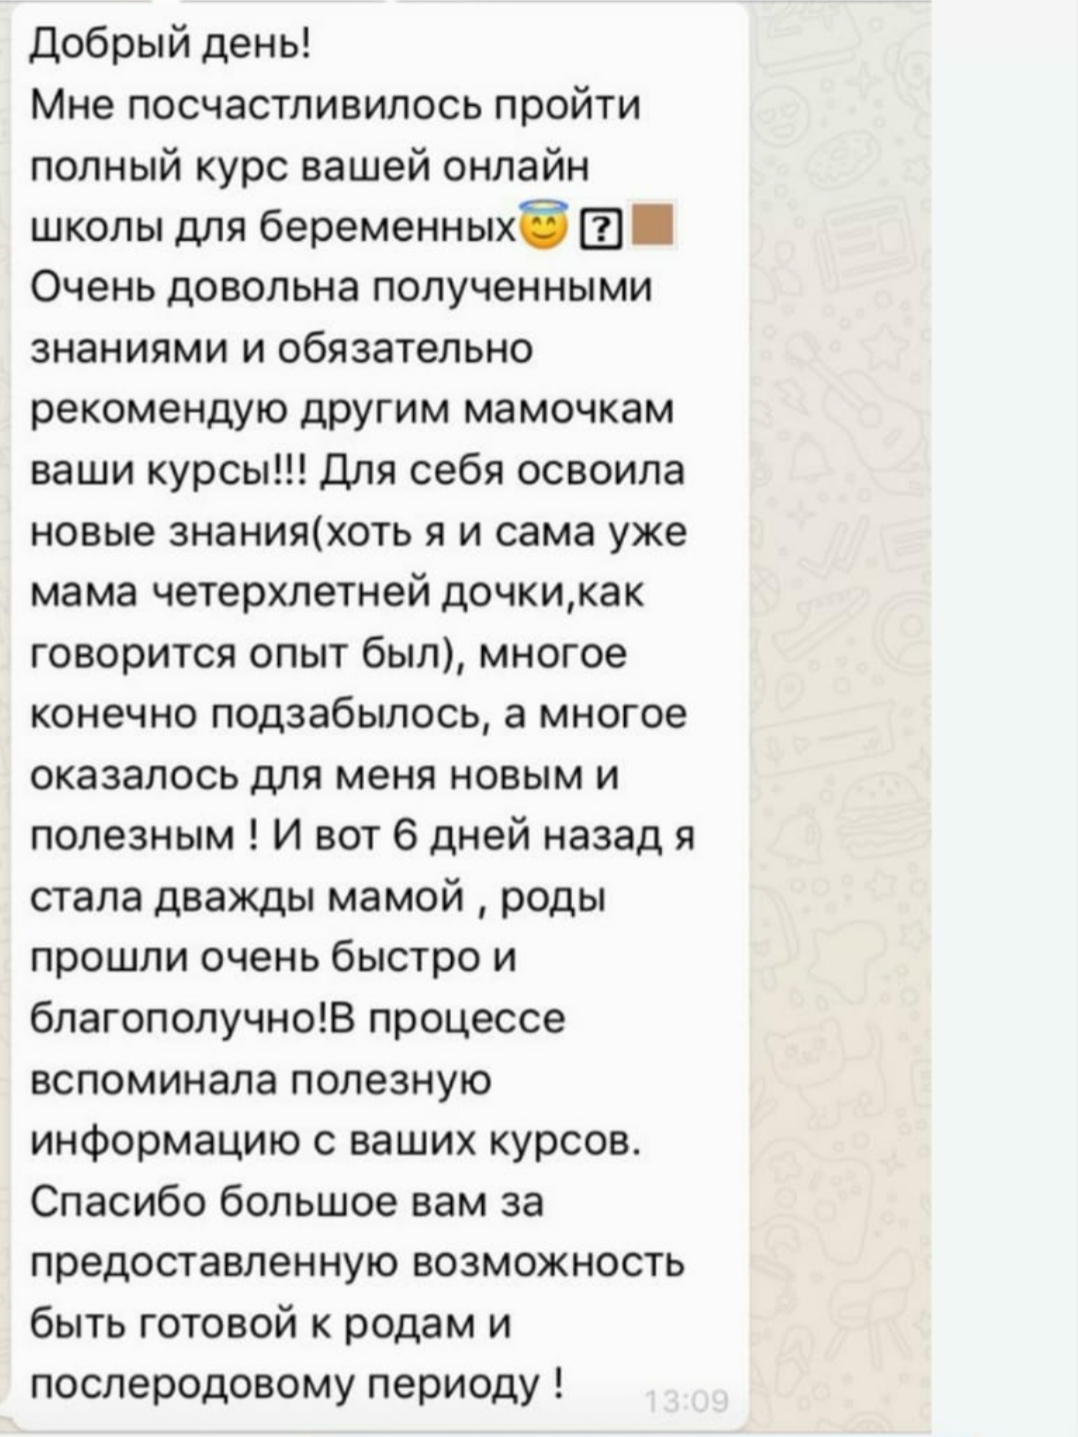 Добрый день!
Мне посчастливилось пройти
полный курс вашей онлайн
школы для беременных😇 ⍰🏽
Очень довольна полученными
знаниями и обязательно
рекомендую другим мамочкам
ваши курсы!!! Для себя освоила
новые знания(хоть я и сама уже
мама четерхлетней дочки,как
говорится опыт был), многое
конечно подзабылось, а многое
оказалось для меня новым и
полезным ! И вот 6 дней назад я
стала дважды мамой , роды
прошли очень быстро и
благополучно!В процессе
вспоминала полезную
информацию с ваших курсов.
Спасибо большое вам за
предоставленную возможность
быть готовой к родам и
послеродовому периоду !
13:09